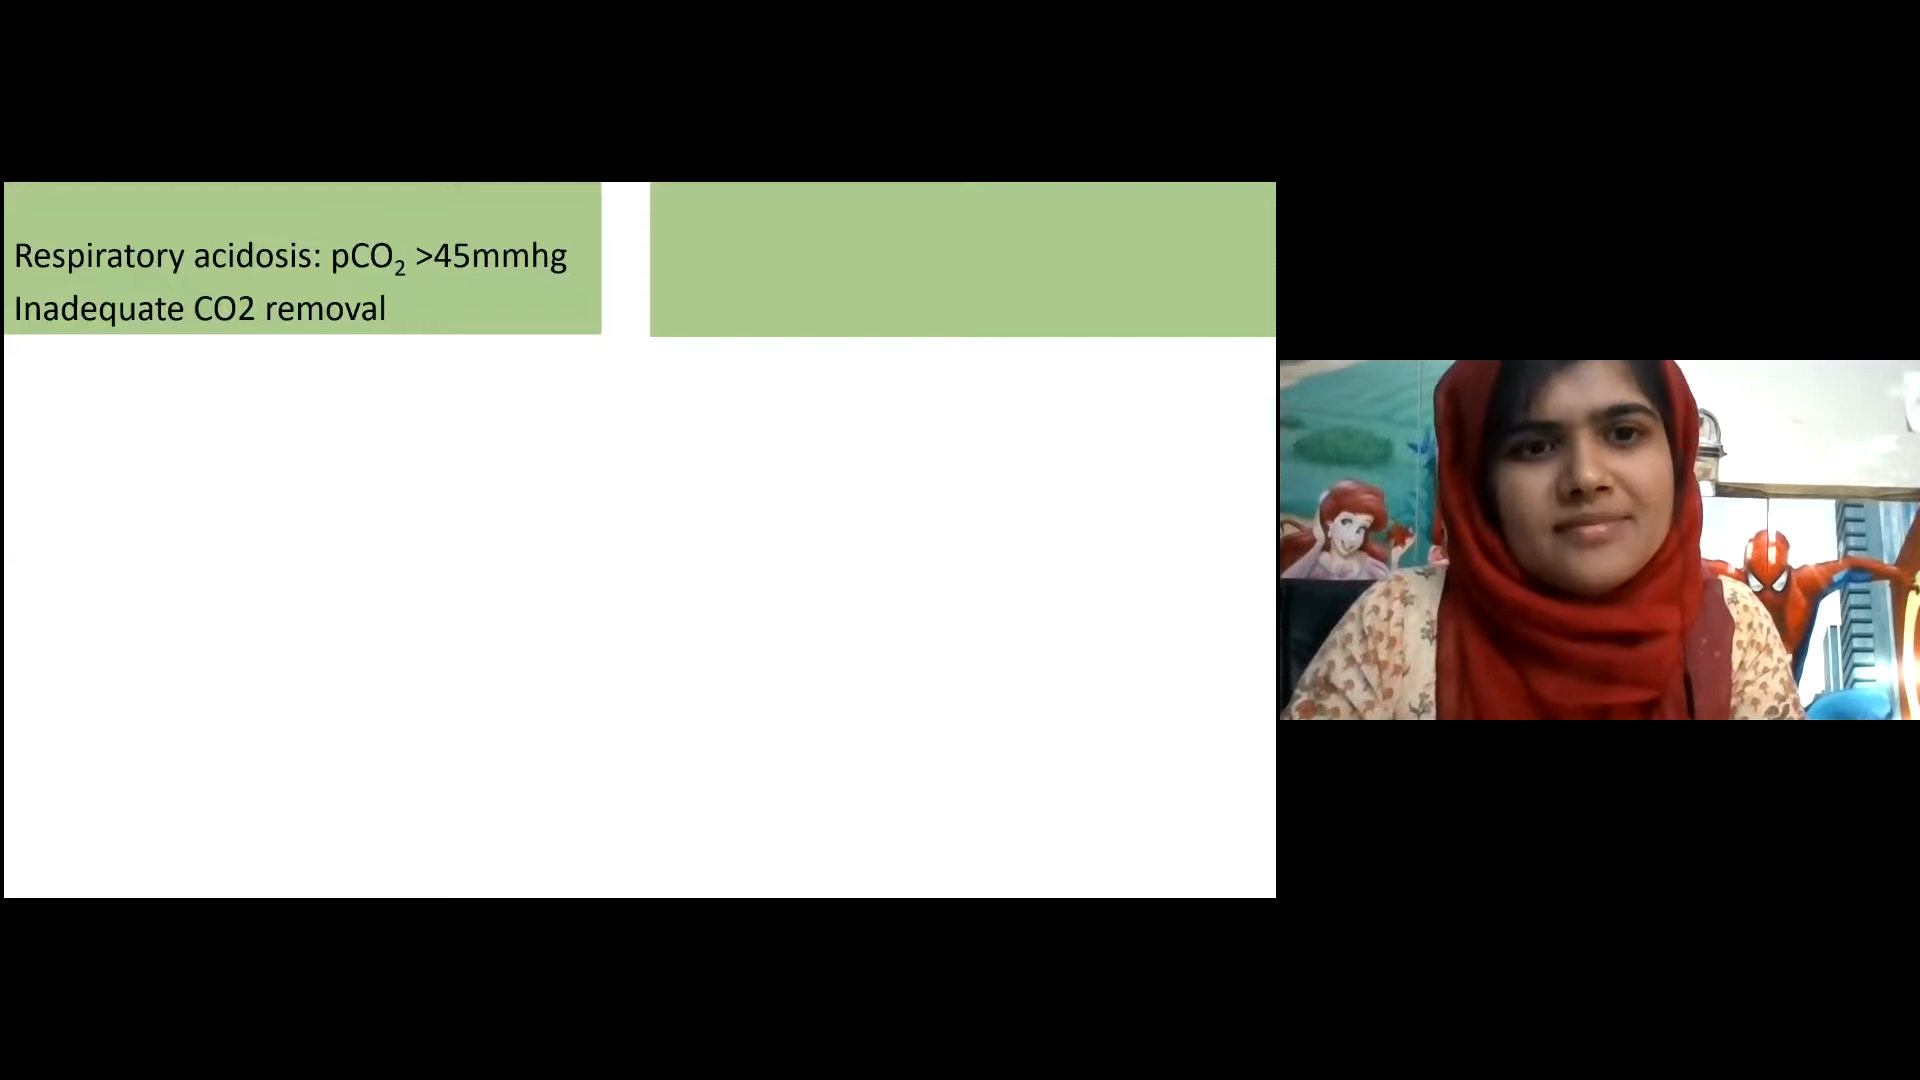 Respiratory acidosis: pCO₂ >45mmhg
Inadequate CO2 removal